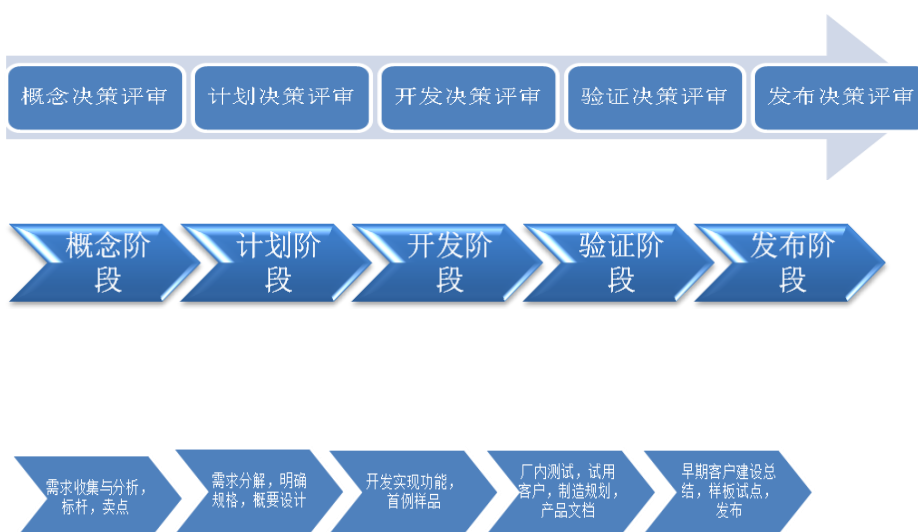 概念决策评审
计划决策评审
开发决策评审
验证决策评审
发布决策评审
概念阶
段
计划阶
段
开发阶
段
验证阶
段
发布阶
段
需求收集与分析，
标杆，卖点
需求分解，明确
规格，概要设计
开发实现功能，
首例样品
厂内测试，试用
客户，制造规划，
产品文档
早期客户建设总
结，样板试点，
发布